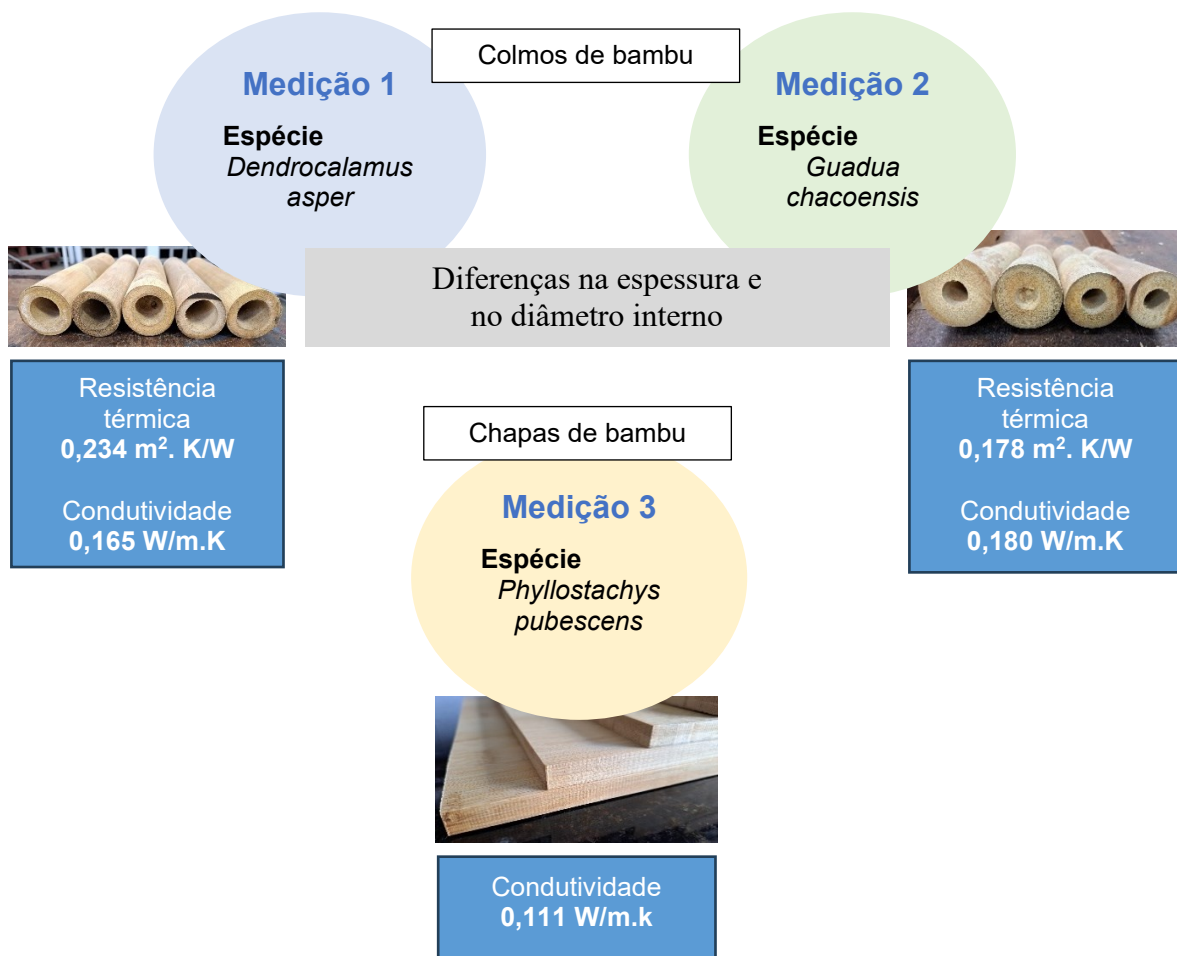 Colmos de bambu
Medição 1
Espécie
Dendrocalamus
asper
Medição 2
Espécie
Guadua
chacoensis
Diferenças na espessura e
no diâmetro interno
Resistência
térmica
0,234 m². K/W
Condutividade
0,165 W/m.K
Resistência
térmica
0,178 m². K/W
Condutividade
0,180 W/m.K
Chapas de bambu
Medição 3
Espécie
Phyllostachys
pubescens
Condutividade
0,111 W/m.k